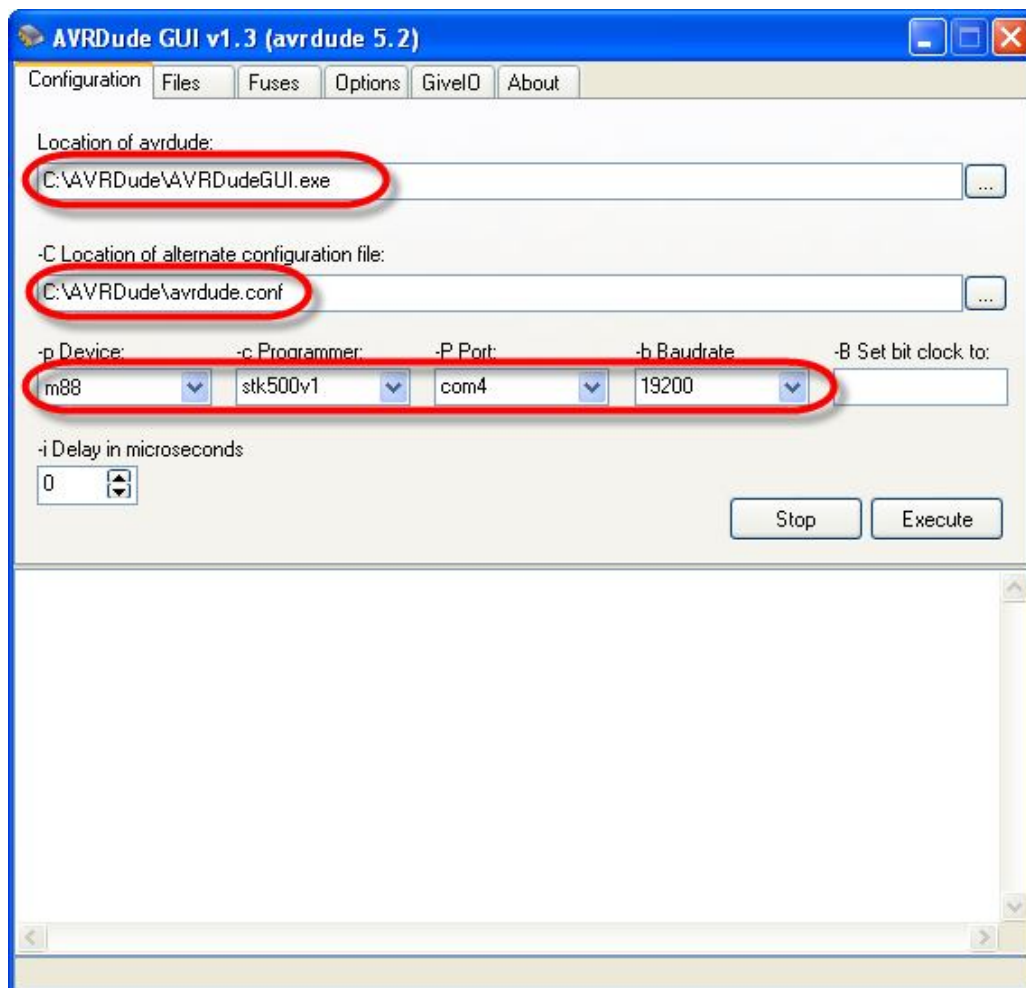 AVRDude GUI v1.3 (avrdude 5.2)
Configuration Files Fuses Options GiveIO About
Location of avrdude:
C:\AVRDude\AVRDudeGUI.exe ...
-C Location of alternate configuration file:
C:\AVRDude\avrdude.conf ...
-p Device: -c Programmer: -P Port: -b Baudrate -B Set bit clock to:
m88 stk500v1 com4 19200
-i Delay in microseconds
0
Stop Execute